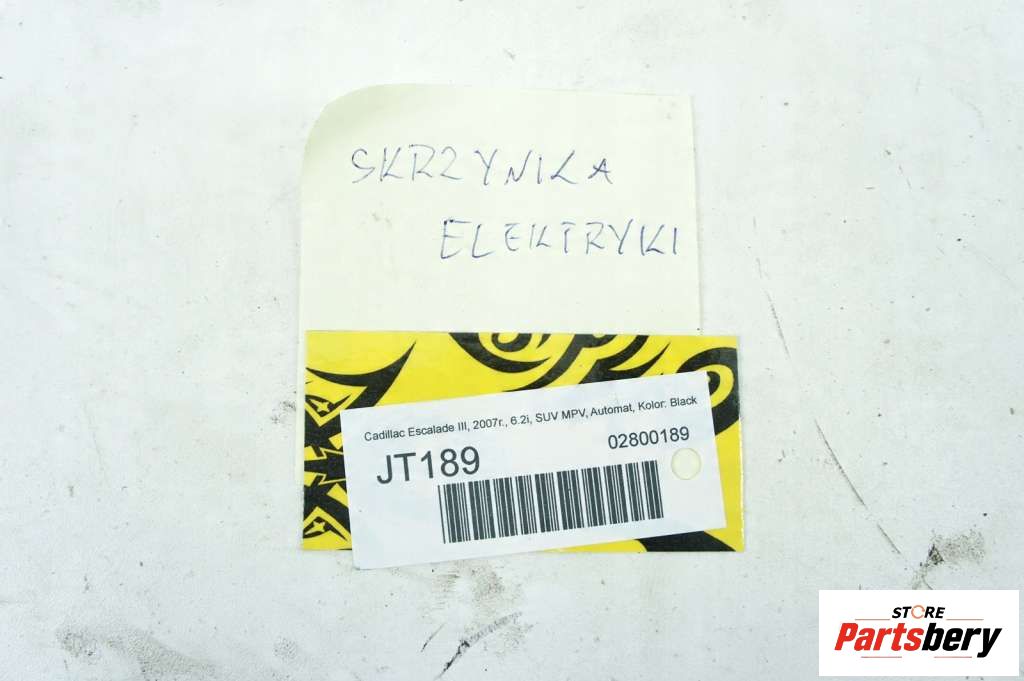 SKRZYNKA
ELEKTRYKI
Cadillac Escalade III, 2007r., 6.2i, SUV MPV, Automat, Kolor: Black
02800189
JT189
STORE
Partsbery